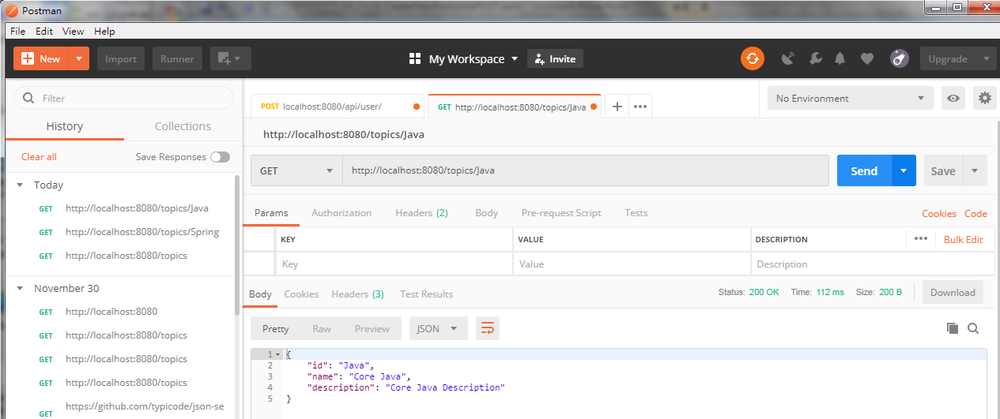 Postman
File Edit View Help
New Import Runner My Workspace Invite Upgrade
Filter
History Collections
Clear all Save Responses
Today
GET http://localhost:8080/topics/Java
GET http://localhost:8080/topics/Spring
GET http://localhost:8080/topics
November 30
GET http://localhost:8080
GET http://localhost:8080/topics
GET http://localhost:8080/topics
GET http://localhost:8080/topics
GET https://github.com/typicode/json-se
POST localhost:8080/api/user/ GET http://localhost:8080/topics/Java No Environment
http://localhost:8080/topics/Java
GET http://localhost:8080/topics/Java Send Save
Params Authorization Headers (2) Body Pre-request Script Tests Cookies Code
KEY VALUE DESCRIPTION Bulk Edit
Key Value Description
Body Cookies Headers (3) Test Results Status: 200 OK Time: 112 ms Size: 200 B Download
Pretty Raw Preview JSON
1 {
2 "id": "Java",
3 "name": "Core Java",
4 "description": "Core Java Description"
5 }